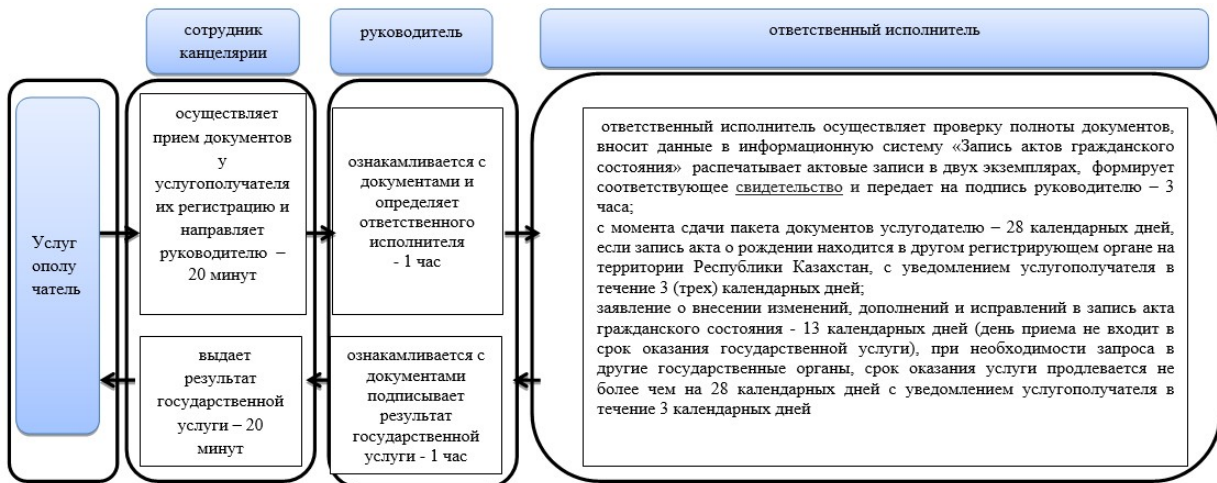 сотрудник
канцелярии
руководитель
ответственный исполнитель
Услуг
ополу
чатель
осуществляет
прием документов
у
услугополучателя
их регистрацию и
направляет
руководителю –
20 минут
ознакамливается с
документами и
определяет
ответственного
исполнителя
- 1 час
ответственный исполнитель осуществляет проверку полноты документов,
вносит данные в информационную систему «Запись актов гражданского
состояния» распечатывает актовые записи в двух экземплярах, формирует
соответствующее свидетельство и передает на подпись руководителю – 3
часа;
с момента сдачи пакета документов услугодателю – 28 календарных дней,
если запись акта о рождении находится в другом регистрирующем органе на
территории Республики Казахстан, с уведомлением услугополучателя в
течение 3 (трех) календарных дней;
заявление о внесении изменений, дополнений и исправлений в запись акта
гражданского состояния - 13 календарных дней (день приема не входит в
срок оказания государственной услуги), при необходимости запроса в
другие государственные органы, срок оказания услуги продлевается не
более чем на 28 календарных дней с уведомлением услугополучателя в
течение 3 календарных дней
выдает
результат
государственной
услуги – 20
минут
ознакамливается с
документами
подписывает
результат
государственной
услуги - 1 час